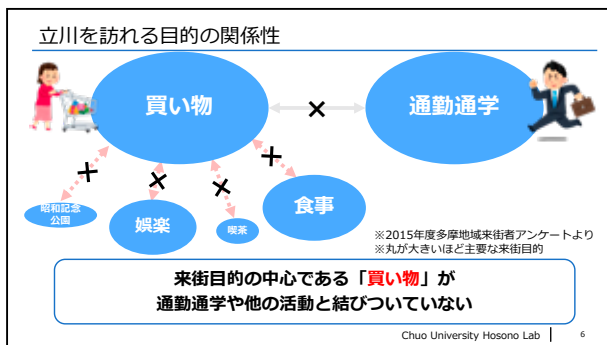 立川を訪れる目的の関係性
買い物
通勤通学
昭和記念
公園
娯楽
喫茶
食事
※2015年度多摩地域来街者アンケートより
※丸が大きいほど主要な来街目的
来街目的の中心である「買い物」が
通勤通学や他の活動と結びついていない
Chuo University Hosono Lab
6